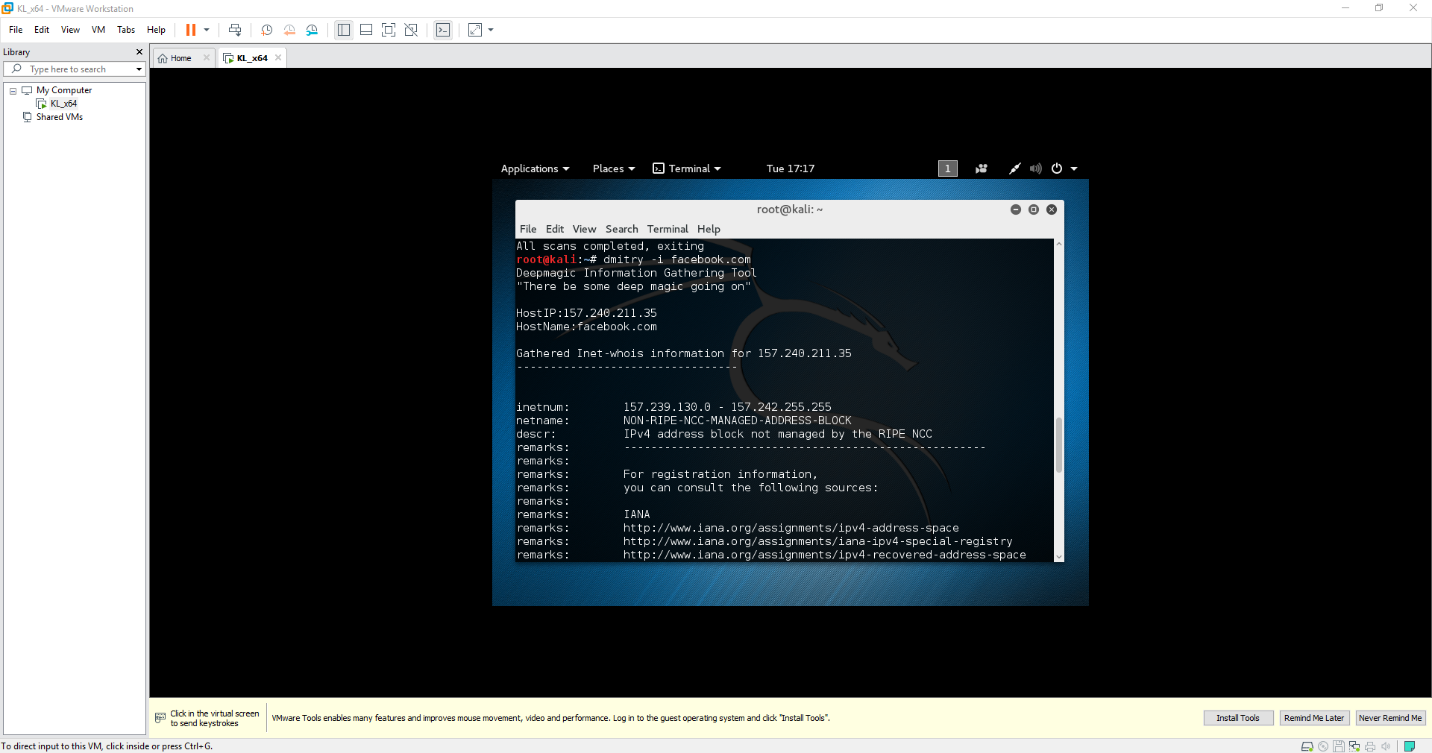 KL_x64 - VMware Workstation
File Edit View VM Tabs Help
Library
Type here to search
My Computer
KL_x64
Shared VMs
Home
KL_x64
Applications Places Terminal Tue 17:17 1
root@kali: ~
File Edit View Search Terminal Help
All scans completed, exiting
root@kali:~# dmitry -i facebook.com
Deepmagic Information Gathering Tool
"There be some deep magic going on"
HostIP:157.240.211.35
HostName:facebook.com
Gathered Inet-whois information for 157.240.211.35
---------------------------------
inetnum: 157.239.130.0 - 157.242.255.255
netname: NON-RIPE-NCC-MANAGED-ADDRESS-BLOCK
descr: IPv4 address block not managed by the RIPE NCC
remarks: ------------------------------------------------------
remarks:
remarks: For registration information,
remarks: you can consult the following sources:
remarks:
remarks: IANA
remarks: http://www.iana.org/assignments/ipv4-address-space
remarks: http://www.iana.org/assignments/iana-ipv4-special-registry
remarks: http://www.iana.org/assignments/ipv4-recovered-address-space
Click in the virtual screen
to send keystrokes
VMware Tools enables many features and improves mouse movement, video and performance. Log in to the guest operating system and click "Install Tools".
Install Tools Remind Me Later Never Remind Me
To direct input to this VM, click inside or press Ctrl+G.